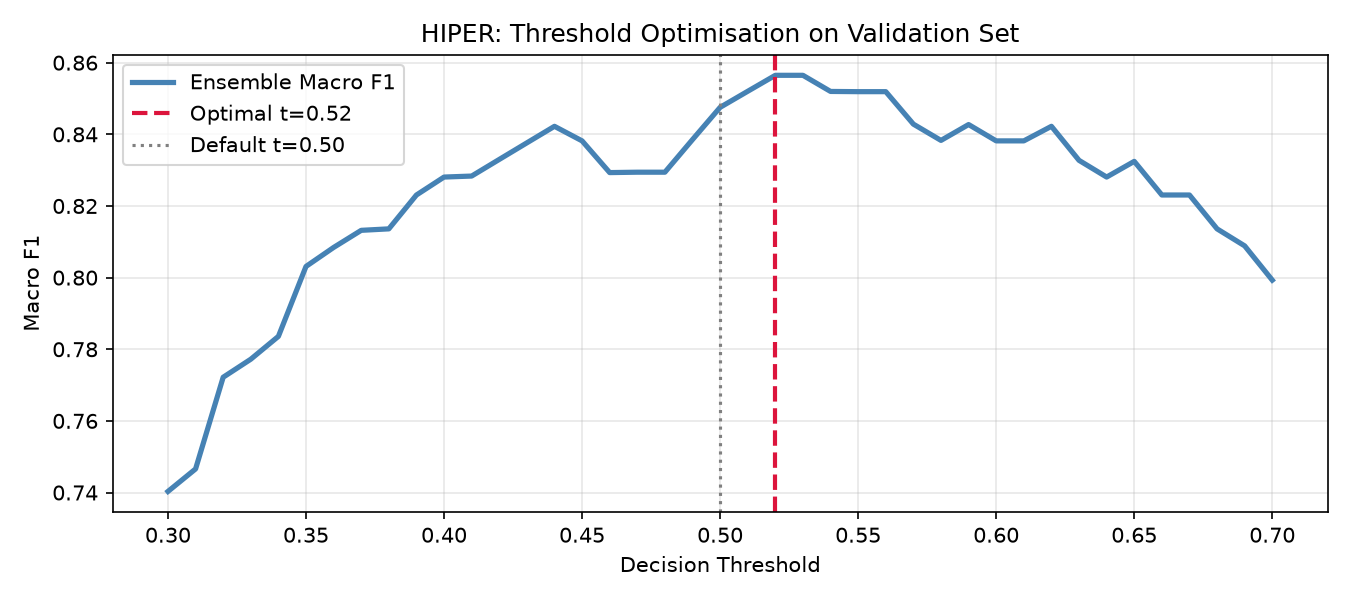 HIPER: Threshold Optimisation on Validation Set
Ensemble Macro F1
Optimal t=0.52
Default t=0.50
Macro F1
0.86
0.84
0.82
0.80
0.78
0.76
0.74
0.30 0.35 0.40 0.45 0.50 0.55 0.60 0.65 0.70
Decision Threshold